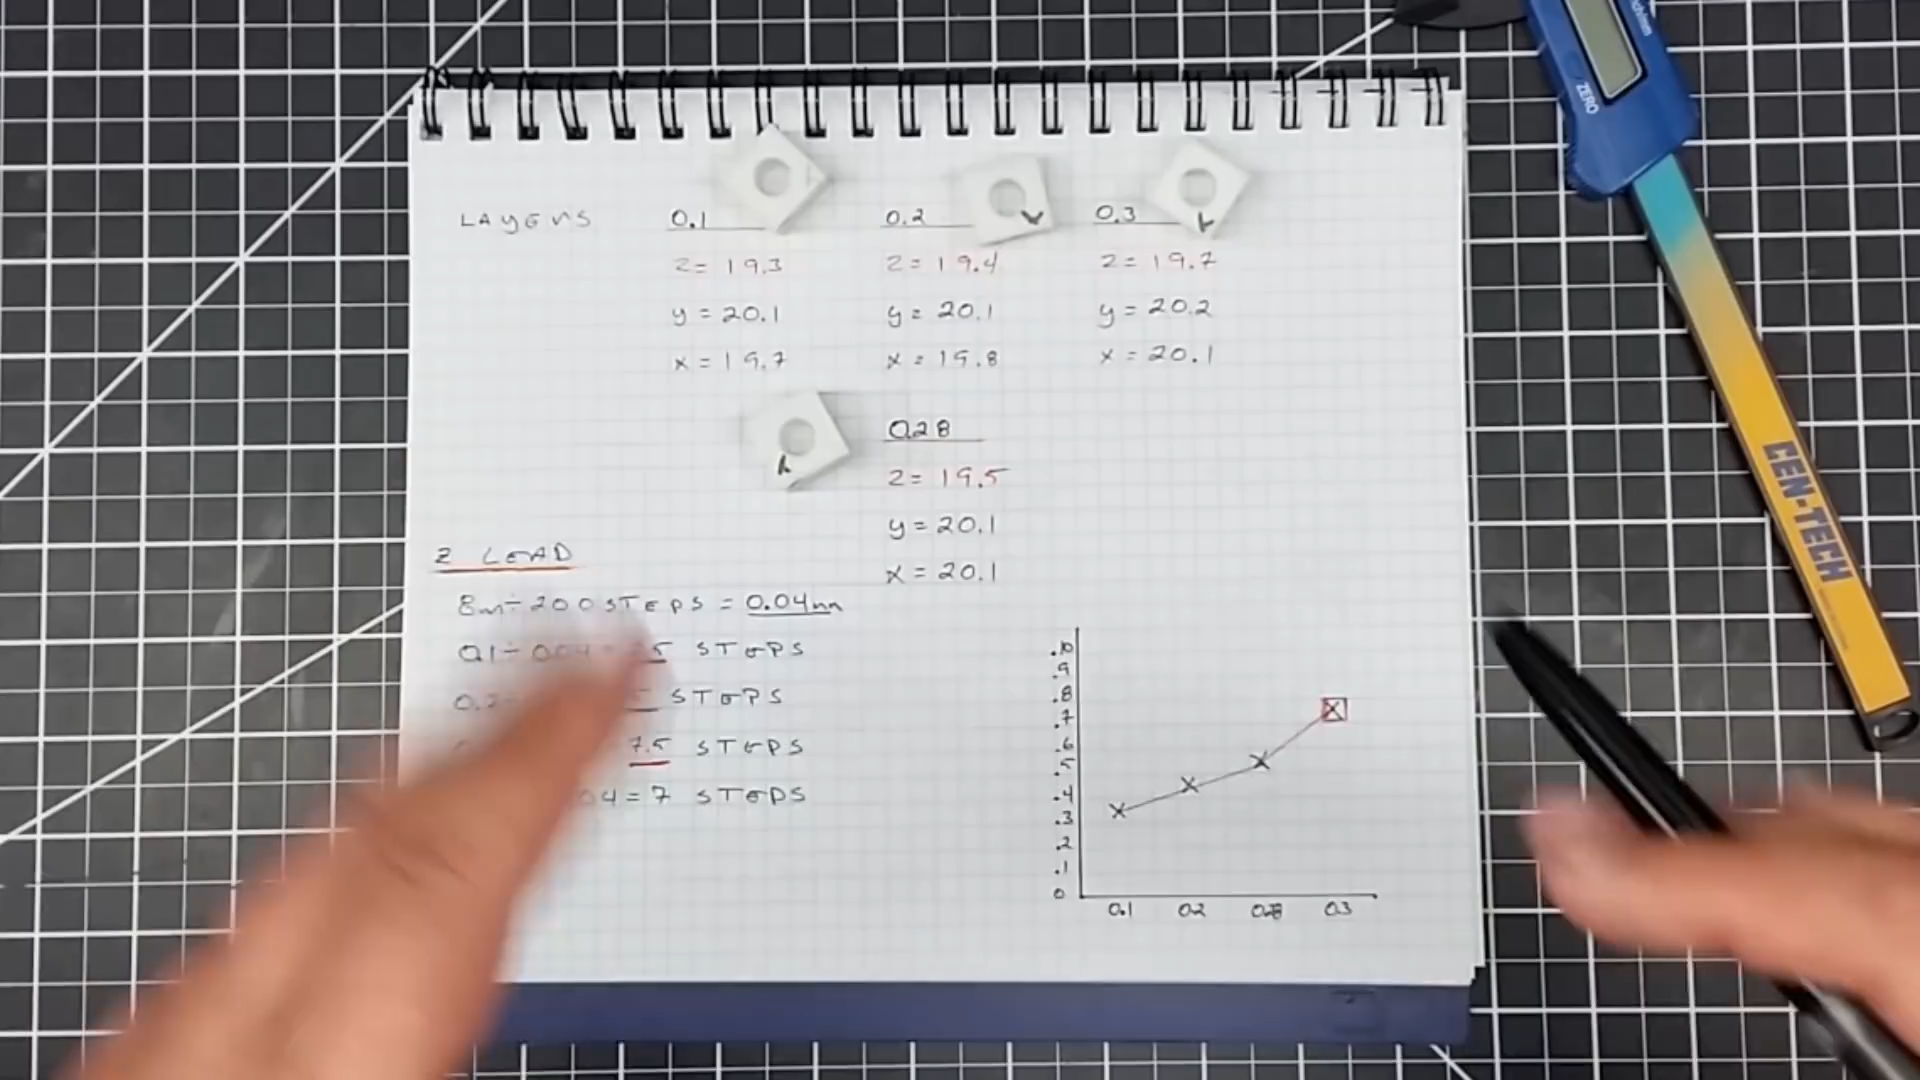 LAYERS 0.1 0.2 0.3
Z= 19.3 Z= 19.4 Z= 19.7
y = 20.1 y= 20.1 y= 20.2
x = 19.7 x = 19.8 x = 20.1
0.28
Z= 19.5
y = 20.1
x = 20.1
Z LEAD
8m÷200 STEPS = 0.04mm
0.1÷ STEPS
STEPS
7.5 STEPS
04=7 STEPS
.10
.9
.8
.7
.6
.5
.4
.3
.2
.1
0
0.1 0.2 0.28 0.3
ZERO
CEN-TECH